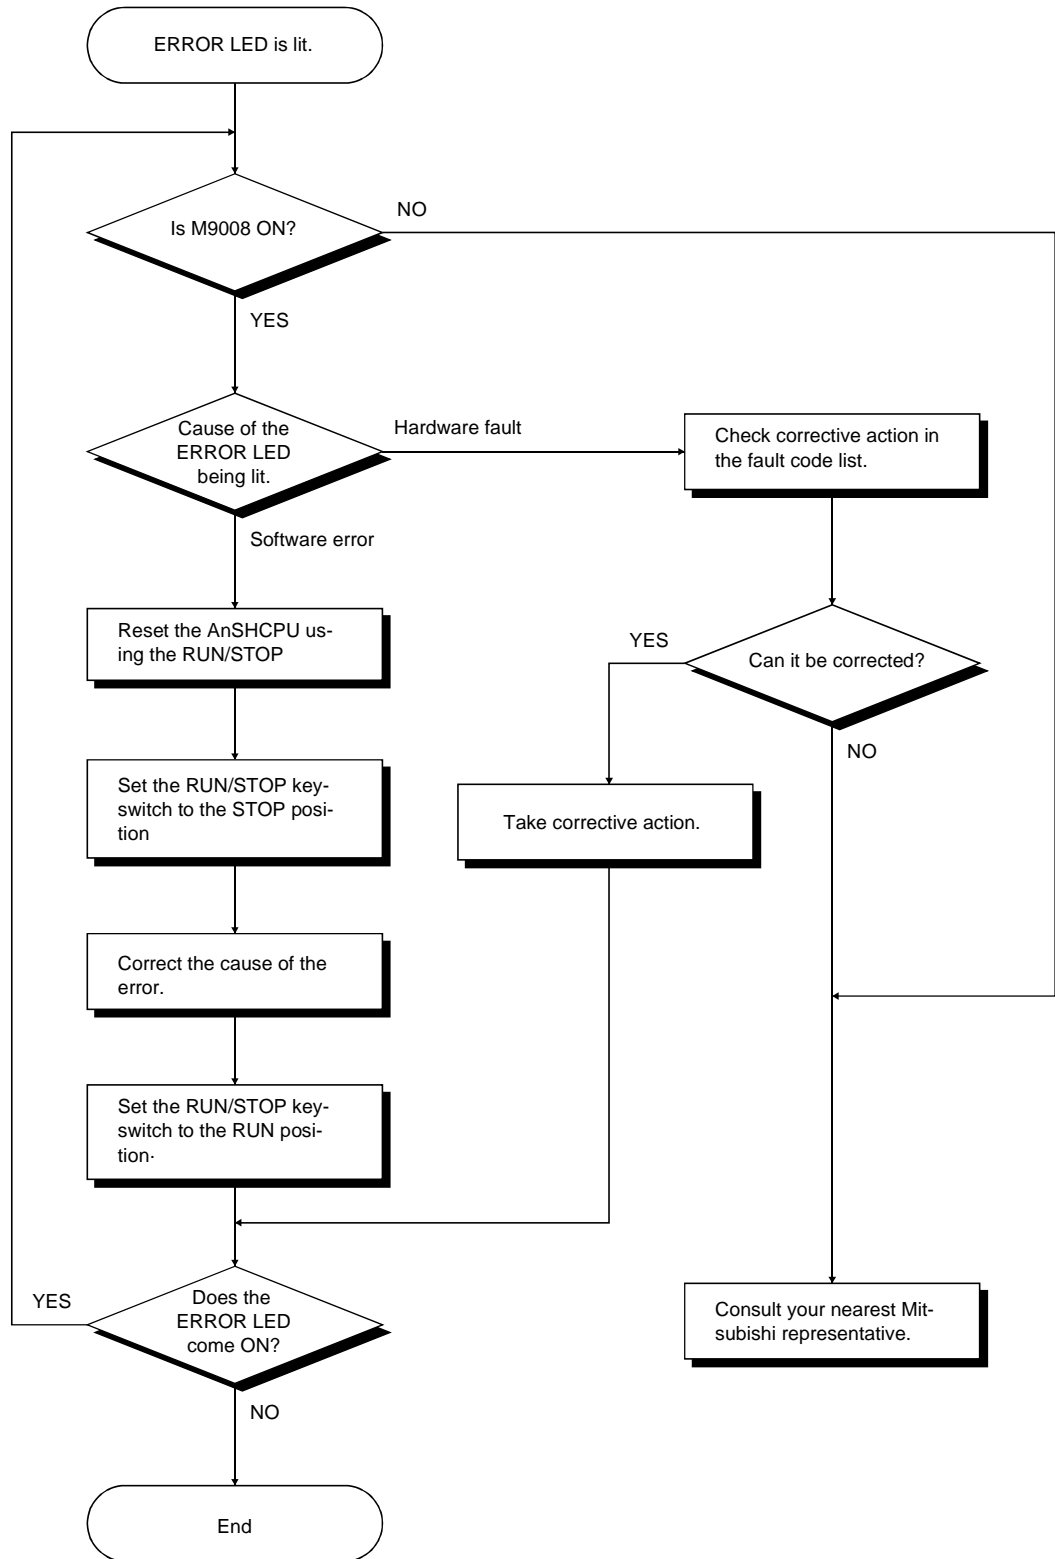 ERROR LED is lit.
Is M9008 ON?
NO
YES
Cause of the
ERROR LED
being lit.
Hardware fault
Check corrective action in
the fault code list.
Software error
Reset the AnSHCPU us-
ing the RUN/STOP
YES
Can it be corrected?
NO
Set the RUN/STOP key-
switch to the STOP posi-
tion
Take corrective action.
Correct the cause of the
error.
Set the RUN/STOP key-
switch to the RUN posi-
tion·
YES
Does the
ERROR LED
come ON?
Consult your nearest Mit-
subishi representative.
NO
End